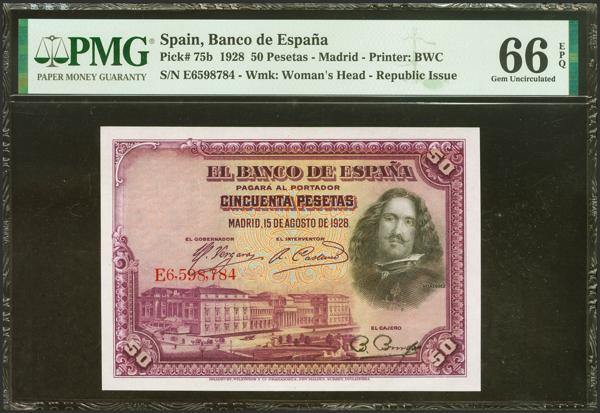 PMG
PAPER MONEY GUARANTY
Spain, Banco de España
Pick# 75b 1928 50 Pesetas - Madrid - Printer: BWC
S/N E6598784 - Wmk: Woman's Head - Republic Issue
66 EPQ
Gem Uncirculated
50
50
EL BANCO DE ESPAÑA
PAGARÁ AL PORTADOR
CINCUENTA PESETAS
MADRID, 15 DE AGOSTO DE 1928
EL GOBERNADOR
EL INTERVENTOR
E6,598,784
EL CAJERO
50
50